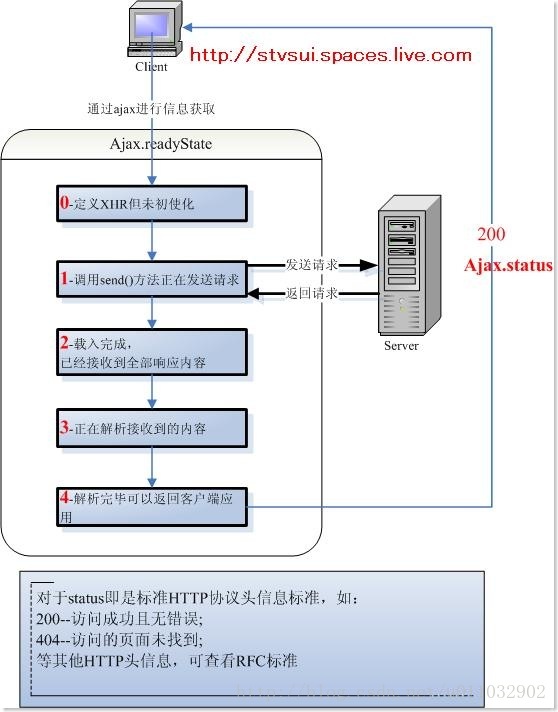 http://stvsui.spaces.live.com
Client
通过ajax进行信息获取
Ajax.readyState
0-定义XHR但未初使化
1-调用send()方法正在发送请求
发送请求
返回请求
Server
200
Ajax.status
2-载入完成，
已经接收到全部响应内容
3-正在解析接收到的内容
4-解析完毕可以返回客户端应
用
对于status即是标准HTTP协议头信息标准，如：
200--访问成功且无错误;
404--访问的页面未找到;
等其他HTTP头信息，可查看RFC标准